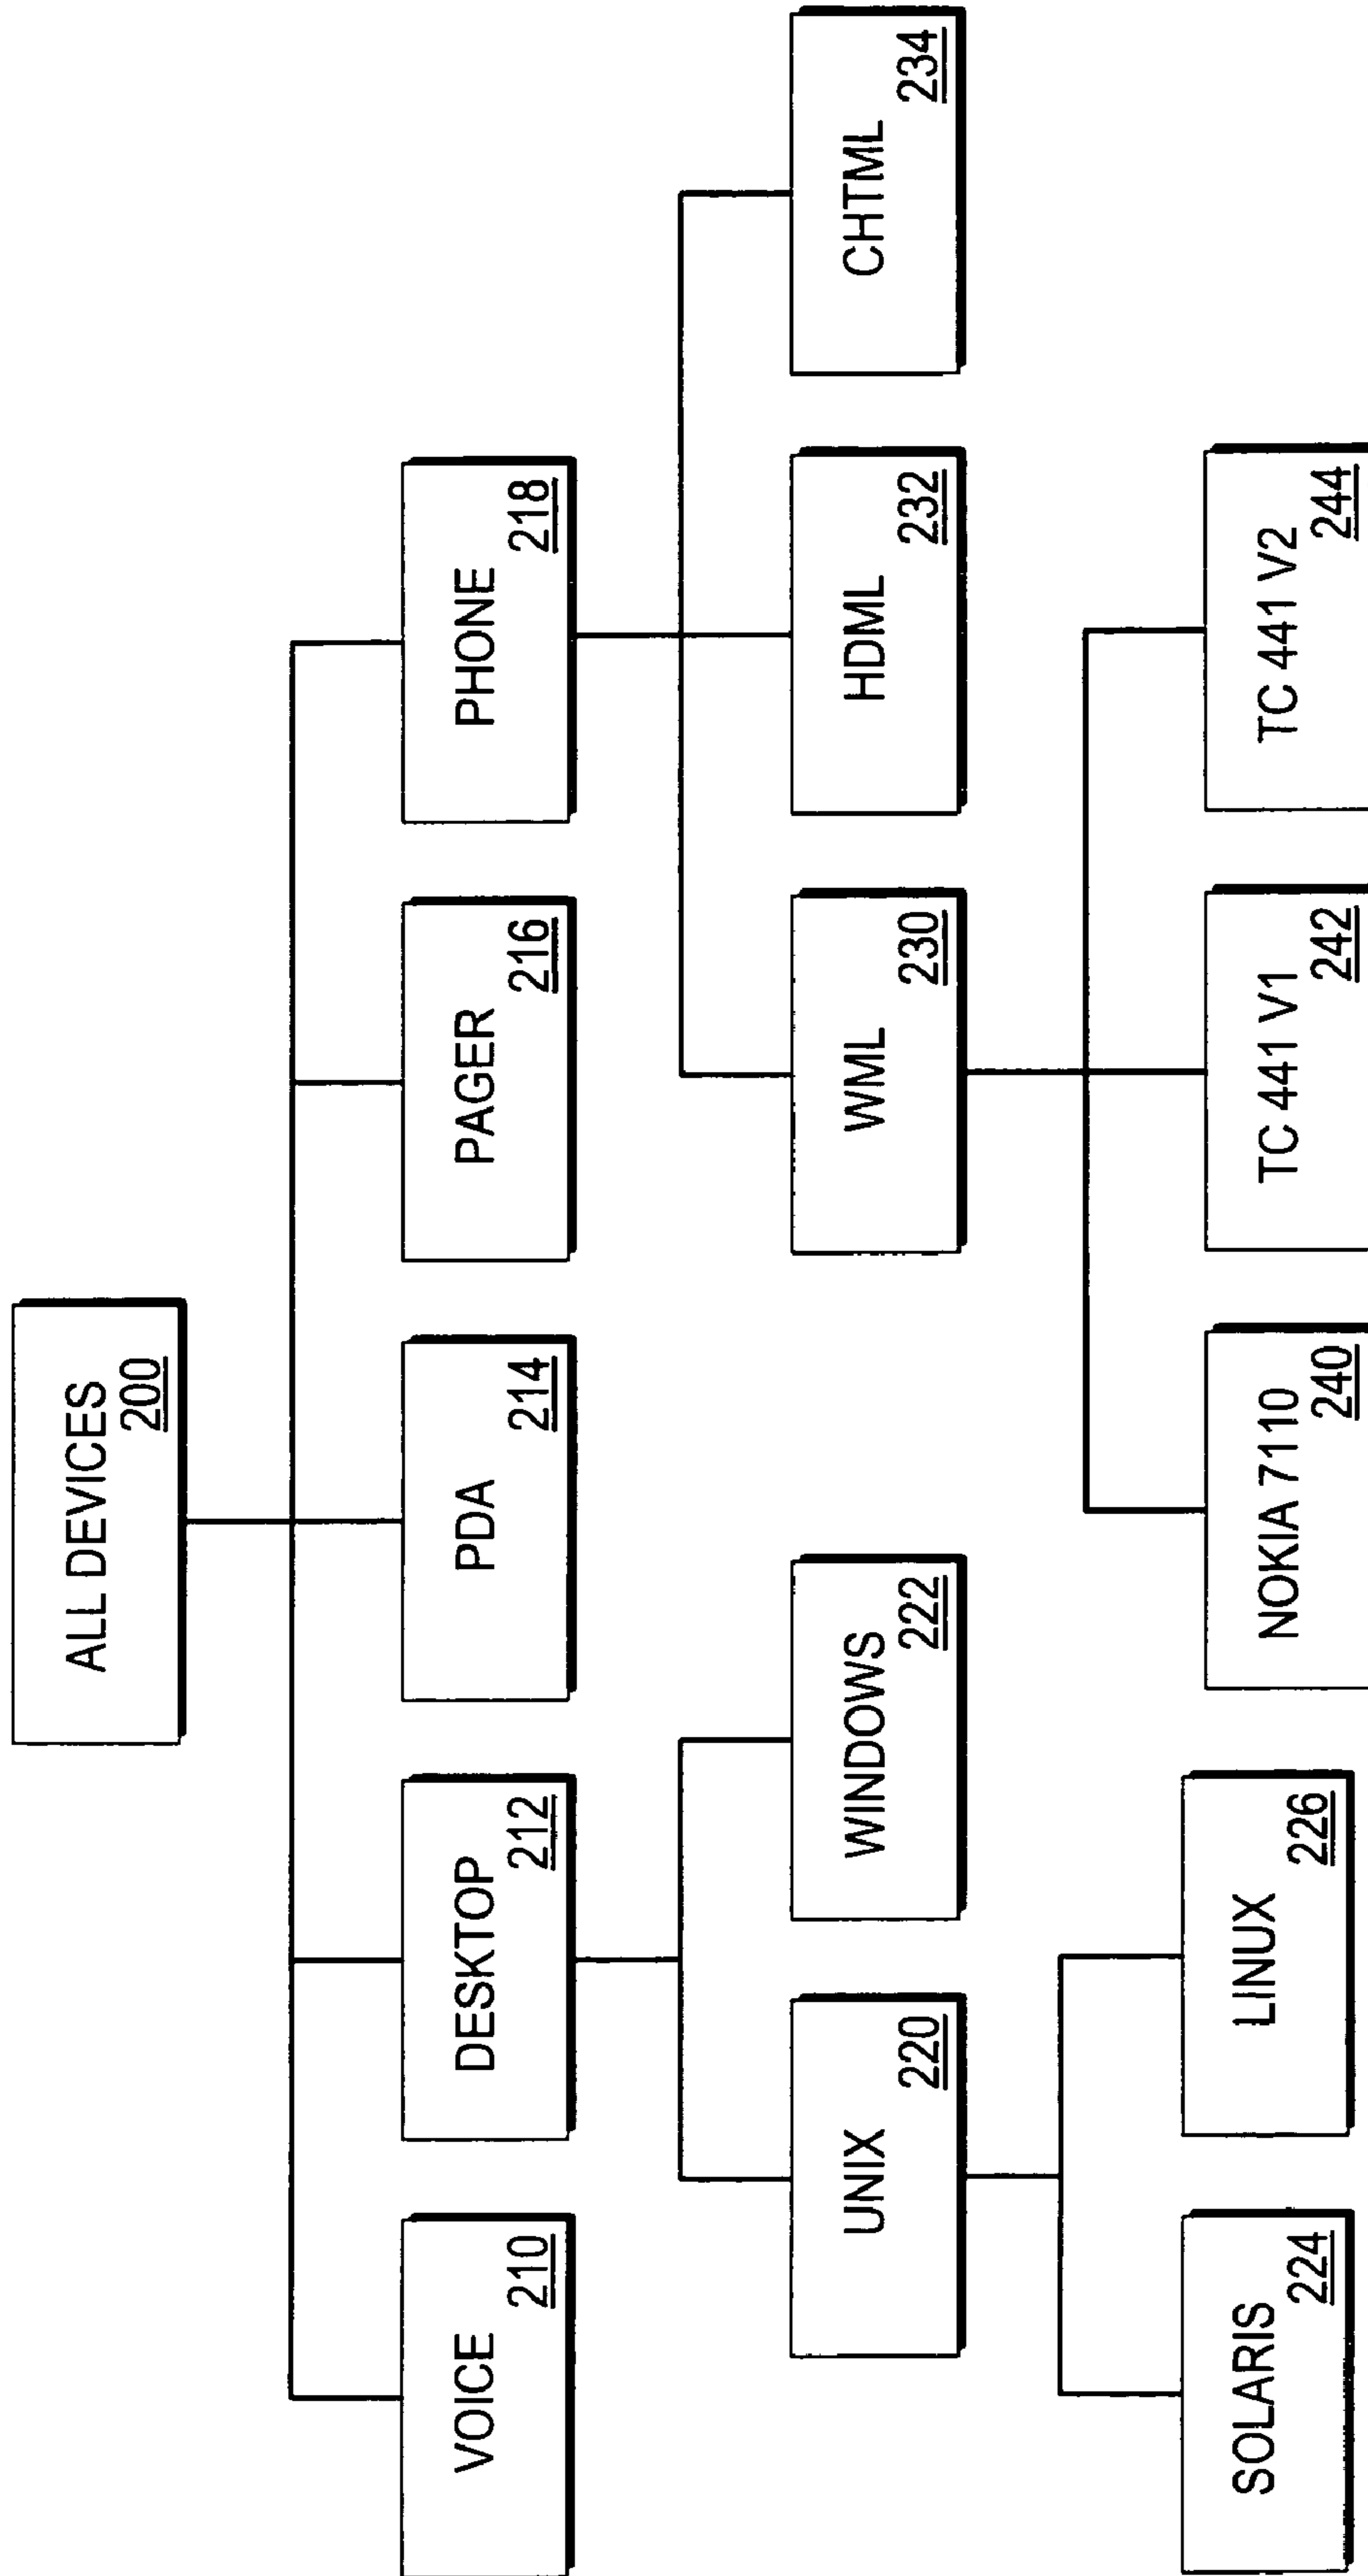 ALL DEVICES
200
VOICE
210
DESKTOP
212
PDA
214
PAGER
216
PHONE
218
UNIX
220
WINDOWS
222
WML
230
HDML
232
CHTML
234
SOLARIS
224
LINUX
226
NOKIA 7110
240
TC 441 V1
242
TC 441 V2
244